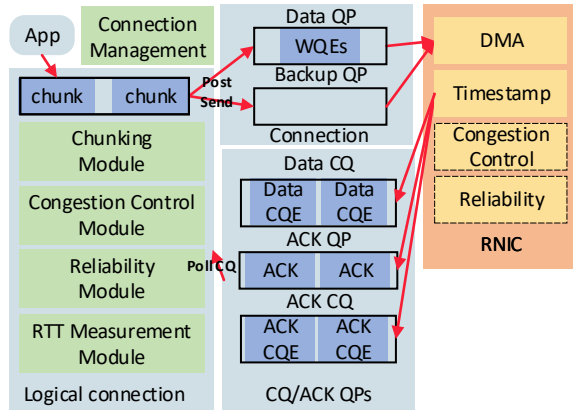 App
Connection
Management
chunk
chunk
Chunking
Module
Congestion Control
Module
Reliability
Module
RTT Measurement
Module
Logical connection
Post
Send
Poll CQ
Data QP
WQEs
Backup QP
Connection
Data CQ
Data
CQE
Data
CQE
ACK QP
ACK
ACK
ACK CQ
ACK
CQE
ACK
CQE
CQ/ACK QPs
DMA
Timestamp
Congestion
Control
Reliability
RNIC